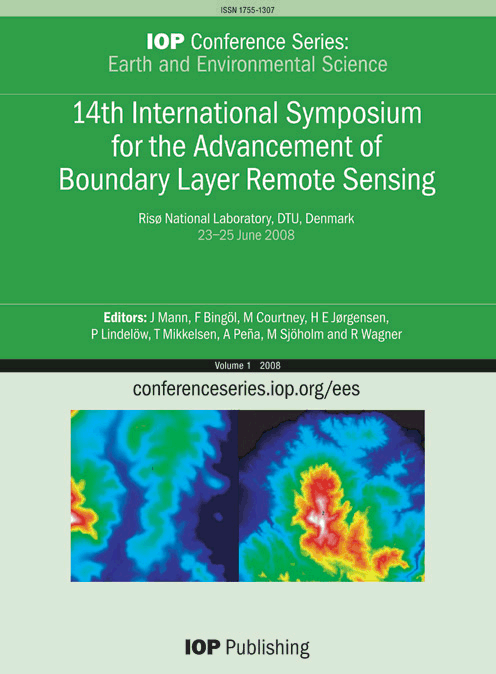 ISSN 1755-1307
IOP Conference Series:
Earth and Environmental Science
14th International Symposium
for the Advancement of
Boundary Layer Remote Sensing
Risø National Laboratory, DTU, Denmark
23–25 June 2008
Editors: J Mann, F Bingöl, M Courtney, H E Jørgensen,
P Lindelöw, T Mikkelsen, A Peña, M Sjöholm and R Wagner
Volume 1 2008
conferenceseries.iop.org/ees
IOP Publishing